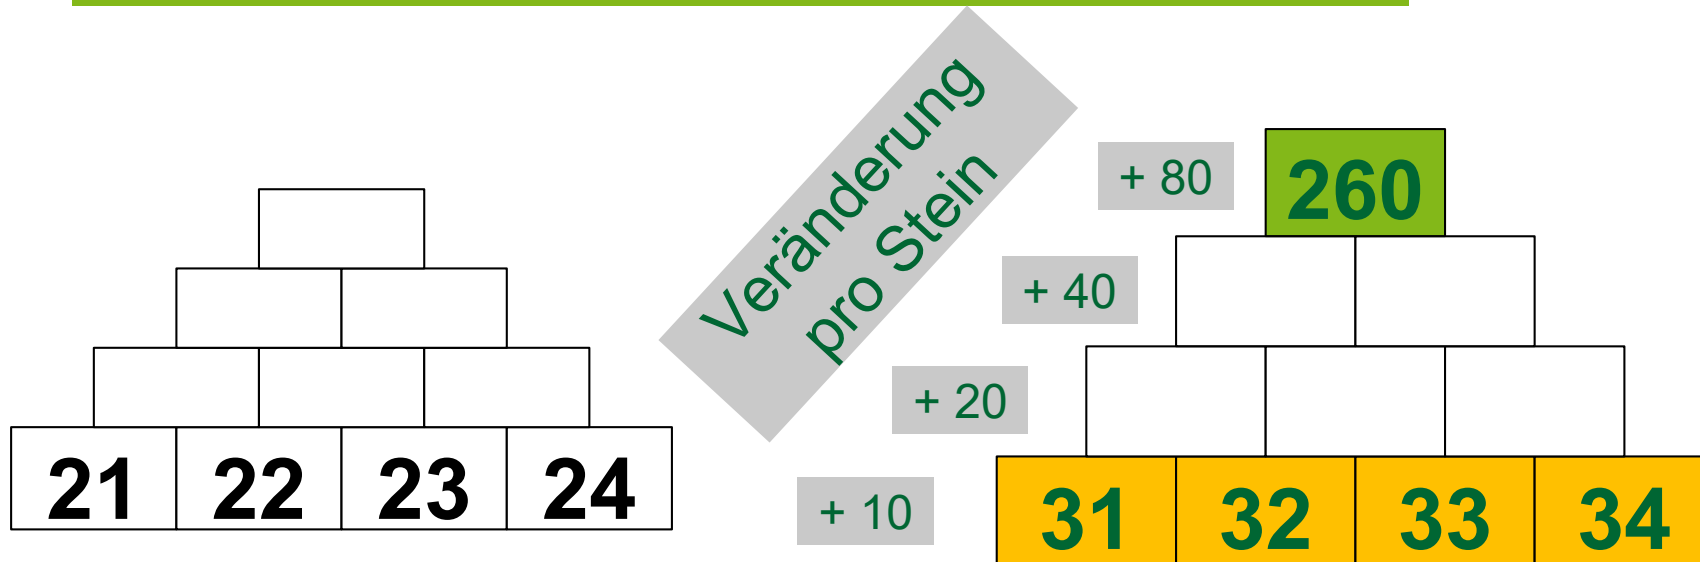 Veränderung
pro Stein
+ 80
260
+ 40
+ 20
21 22 23 24
+ 10
31 32 33 34